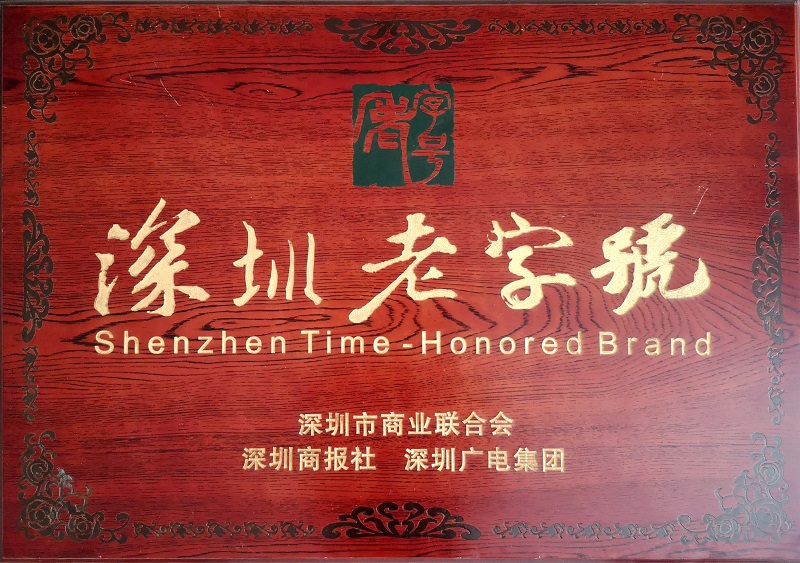 老字号
深圳老字號
Shenzhen Time-Honored Brand
深圳市商业联合会
深圳商报社 深圳广电集团